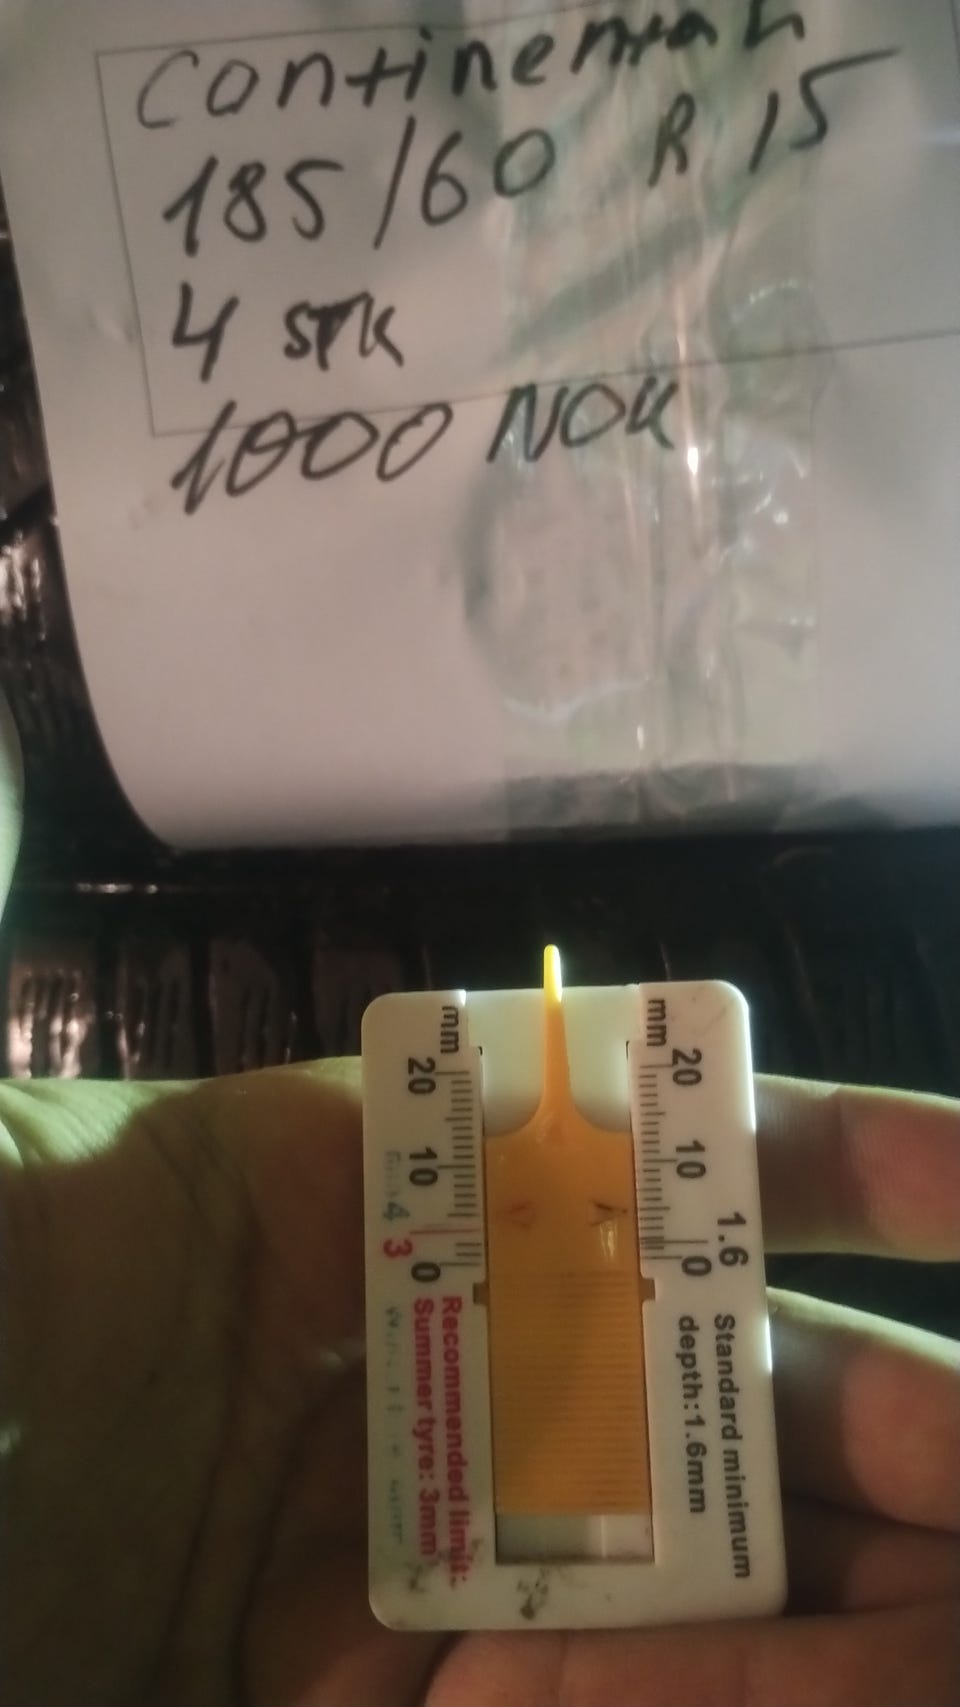 Continental
185/60 R 15
4 STK
1000 NOK
mm
20
10
4
3
0
Recommended limit:
Summer tyre: 3mm
mm
20
10
0
1.6
Standard minimum
depth:1.6mm